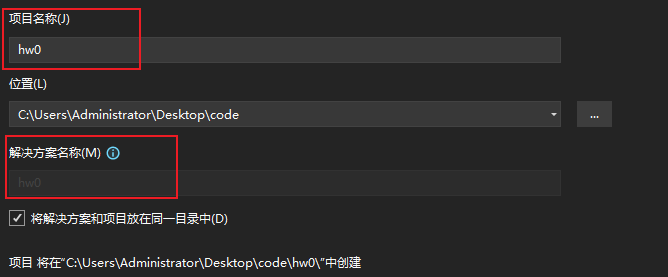 项目名称(J)
hw0
位置(L)
C:\Users\Administrator\Desktop\code
...
解决方案名称(M)
hw0
将解决方案和项目放在同一目录中(D)
项目 将在“C:\Users\Administrator\Desktop\code\hw0\”中创建